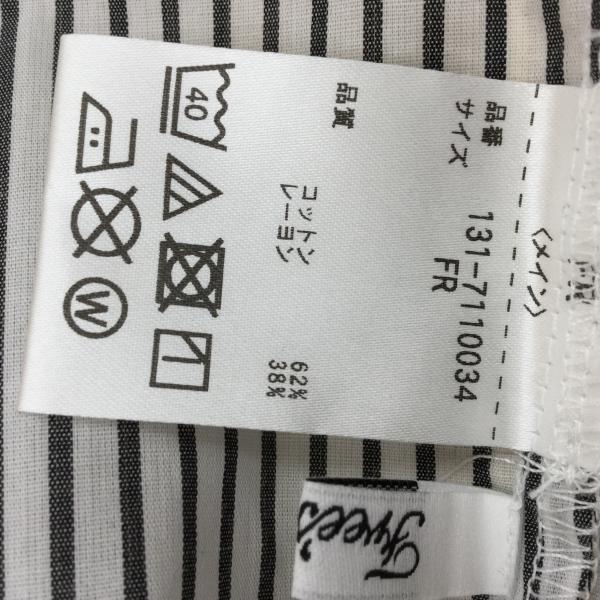 〈メイン〉
品番 131-7110034
サイズ FR
品質
コットン 62%
レーヨン 38%
40
W